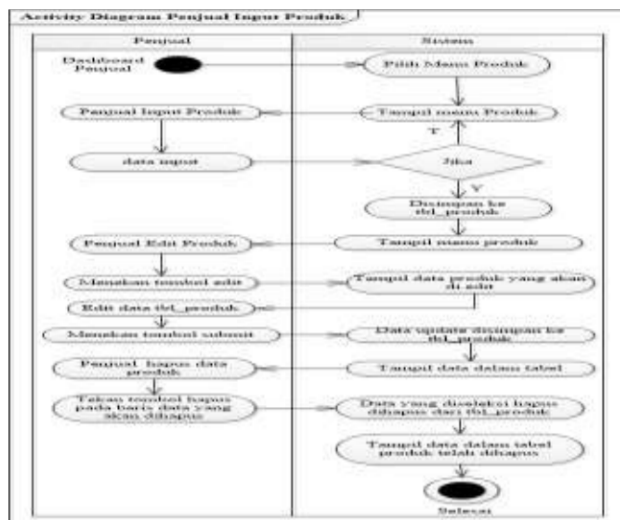 Activity Diagram Penjual Input Produk
Penjual
Sistem
Dashboard
Penjual
Pilih Manu Produk
Penjual Input Produk
Tampil manu Produk
T
data input
Jika
Y
Disimpan ke
tbl_produk
Penjual Edit Produk
Tampil manu produk
Menekan tombol edit
Tampil data produk yang akan
di edit
Edit data tbl_produk
Menekan tombol submit
Data update disimpan ke
tbl_produk
Penjual hapus data
produk
Tampil data dalam tabel
Tekan tombol hapus
pada baris data yang
akan dihapus
Data yang diseleksi hapus
dihapus dari tbl_produk
Tampil data dalam tabel
produk telah dihapus
Selesai